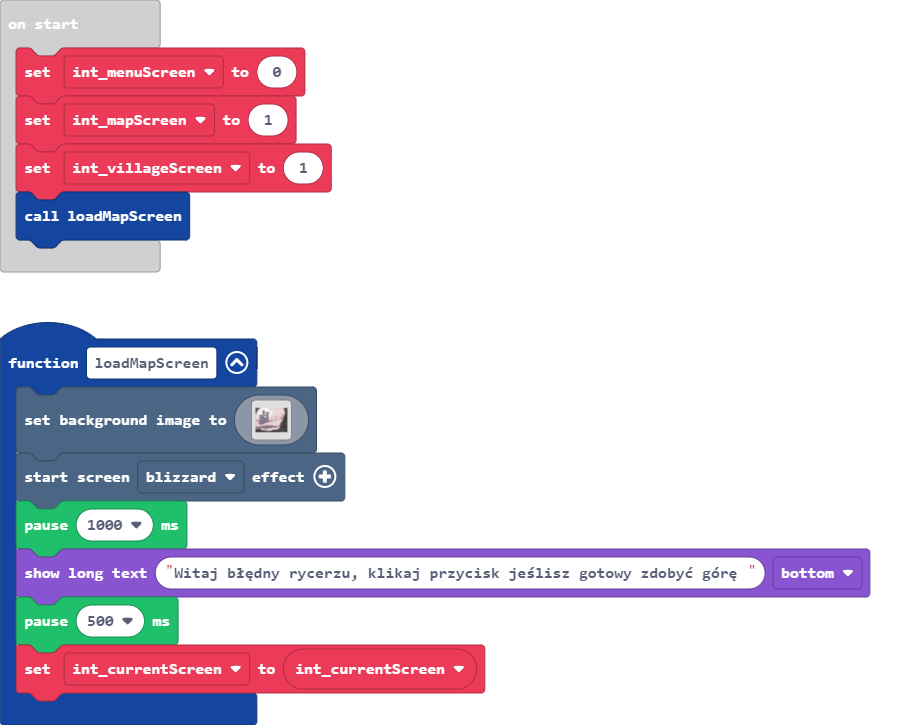 on start
set int_menuScreen to 0
set int_mapScreen to 1
set int_villageScreen to 1
call loadMapScreen
function loadMapScreen
set background image to
start screen blizzard effect
pause 1000 ms
show long text "Witaj błędny rycerzu, klikaj przycisk jeślisz gotowy zdobyć górę " bottom
pause 500 ms
set int_currentScreen to int_currentScreen